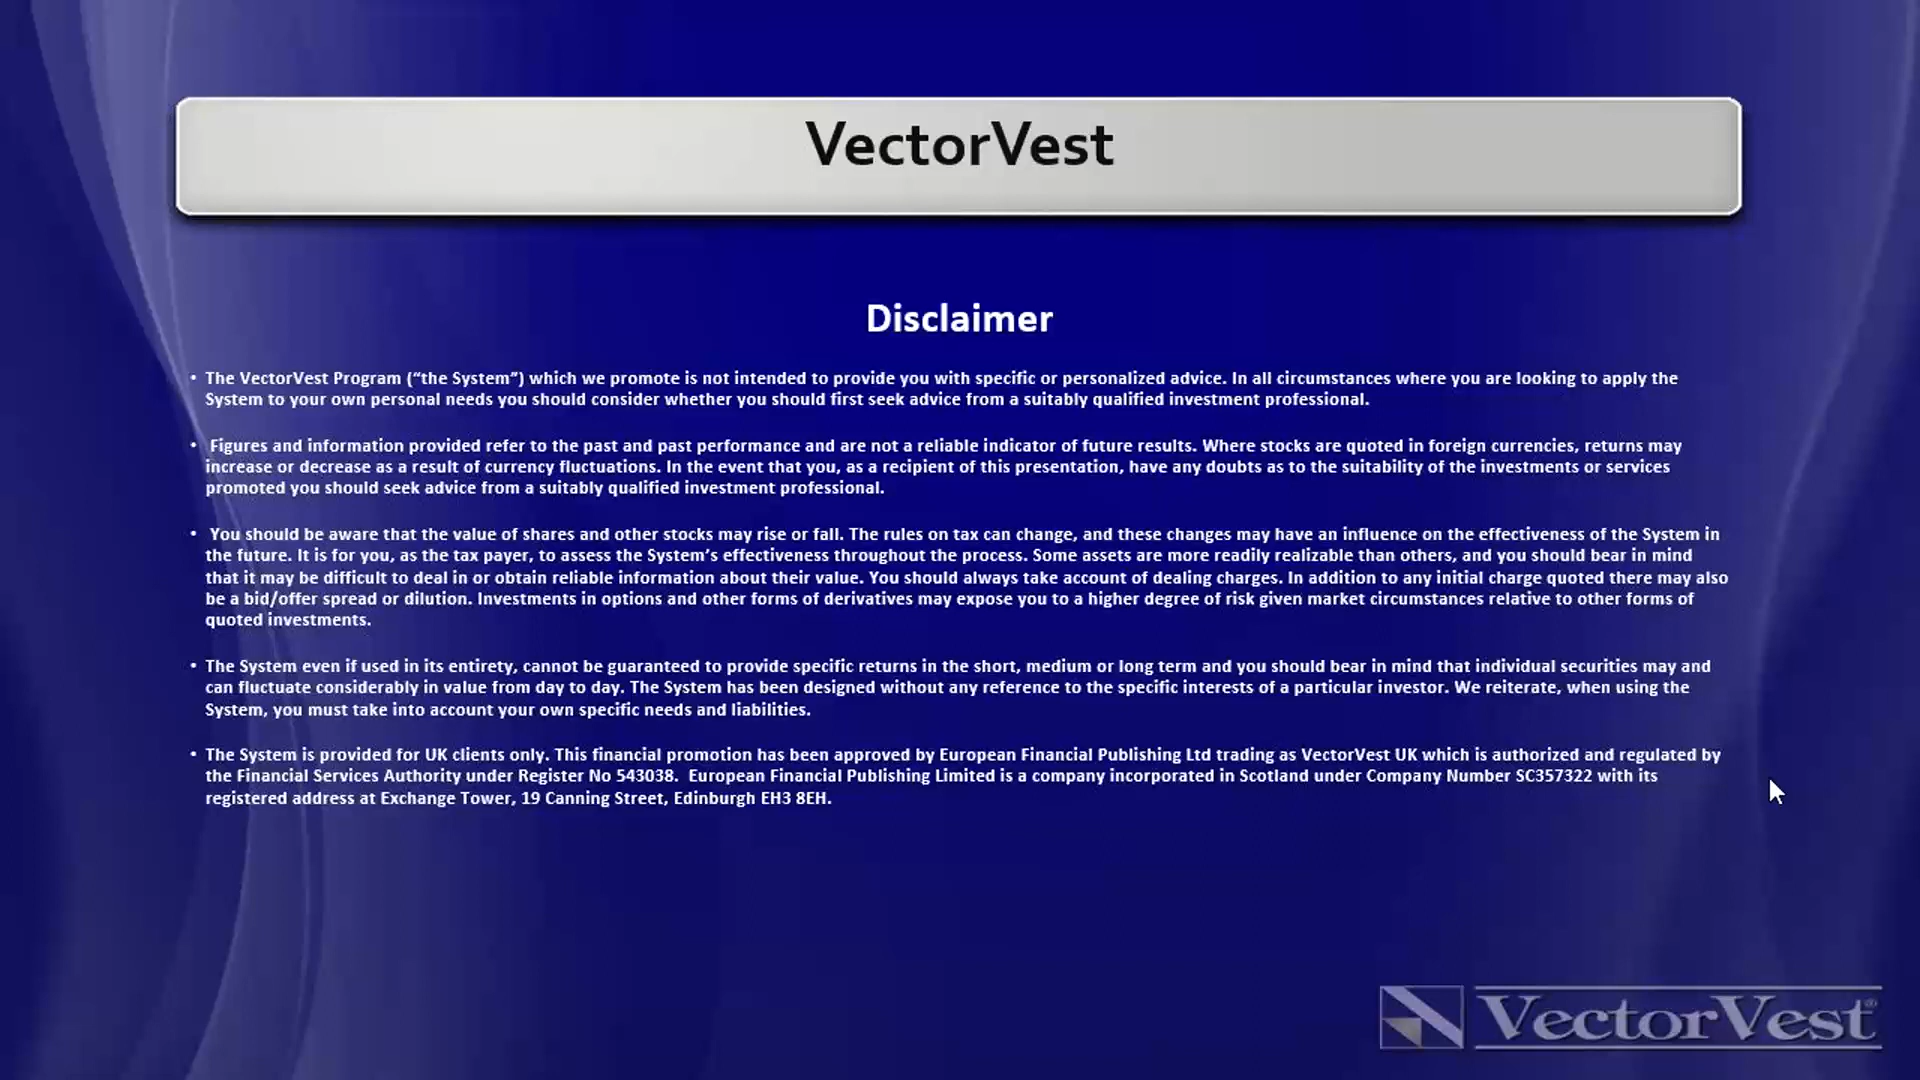 VectorVest
Disclaimer
• The VectorVest Program (“the System”) which we promote is not intended to provide you with specific or personalized advice. In all circumstances where you are looking to apply the
System to your own personal needs you should consider whether you should first seek advice from a suitably qualified investment professional.
• Figures and information provided refer to the past and past performance and are not a reliable indicator of future results. Where stocks are quoted in foreign currencies, returns may
increase or decrease as a result of currency fluctuations. In the event that you, as a recipient of this presentation, have any doubts as to the suitability of the investments or services
promoted you should seek advice from a suitably qualified investment professional.
• You should be aware that the value of shares and other stocks may rise or fall. The rules on tax can change, and these changes may have an influence on the effectiveness of the System in
the future. It is for you, as the tax payer, to assess the System’s effectiveness throughout the process. Some assets are more readily realizable than others, and you should bear in mind
that it may be difficult to deal in or obtain reliable information about their value. You should always take account of dealing charges. In addition to any initial charge quoted there may also
be a bid/offer spread or dilution. Investments in options and other forms of derivatives may expose you to a higher degree of risk given market circumstances relative to other forms of
quoted investments.
• The System even if used in its entirety, cannot be guaranteed to provide specific returns in the short, medium or long term and you should bear in mind that individual securities may and
can fluctuate considerably in value from day to day. The System has been designed without any reference to the specific interests of a particular investor. We reiterate, when using the
System, you must take into account your own specific needs and liabilities.
• The System is provided for UK clients only. This financial promotion has been approved by European Financial Publishing Ltd trading as VectorVest UK which is authorized and regulated by
the Financial Services Authority under Register No 543038. European Financial Publishing Limited is a company incorporated in Scotland under Company Number SC357322 with its
registered address at Exchange Tower, 19 Canning Street, Edinburgh EH3 8EH.
VectorVest®